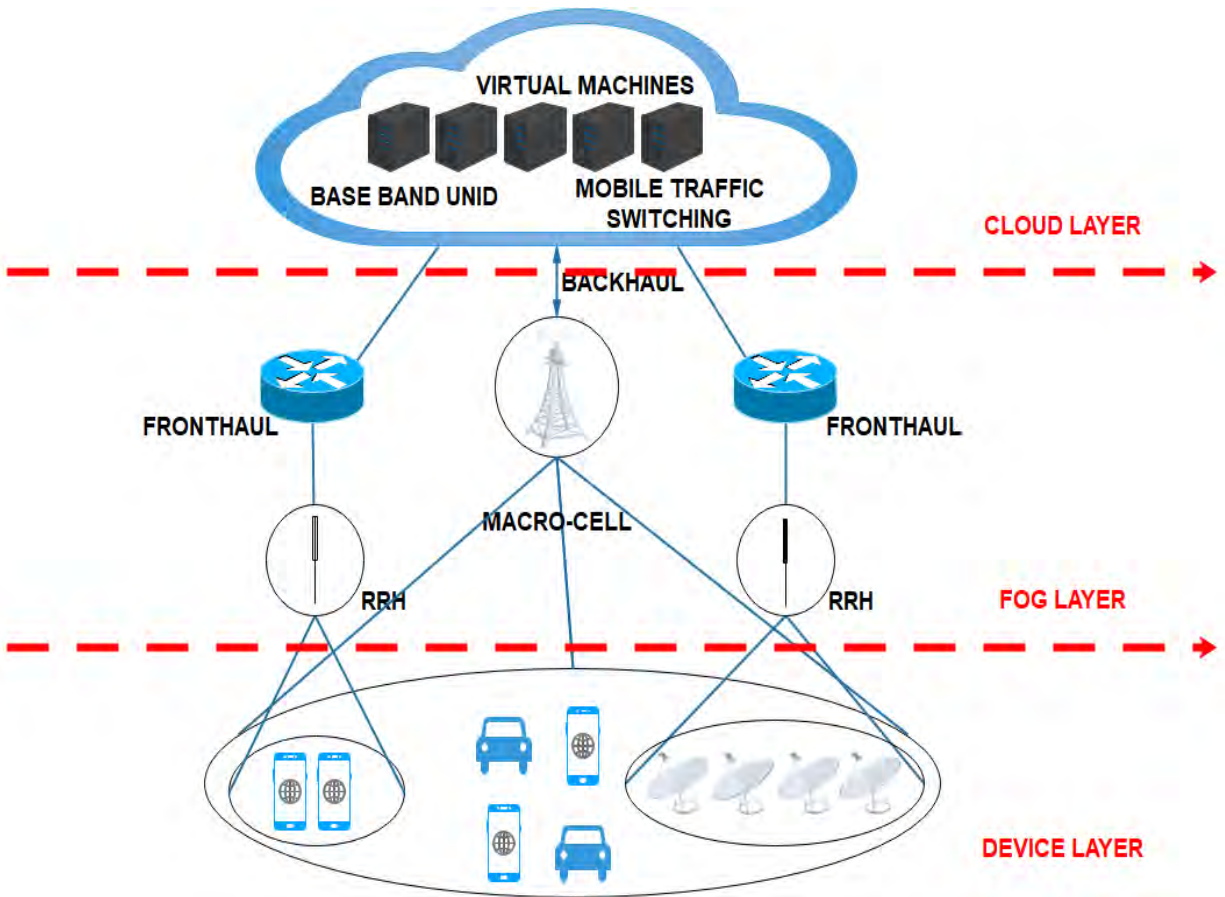 VIRTUAL MACHINES
BASE BAND UNID
MOBILE TRAFFIC
SWITCHING
CLOUD LAYER
BACKHAUL
FRONTHAUL
FRONTHAUL
MACRO-CELL
RRH
RRH
FOG LAYER
DEVICE LAYER